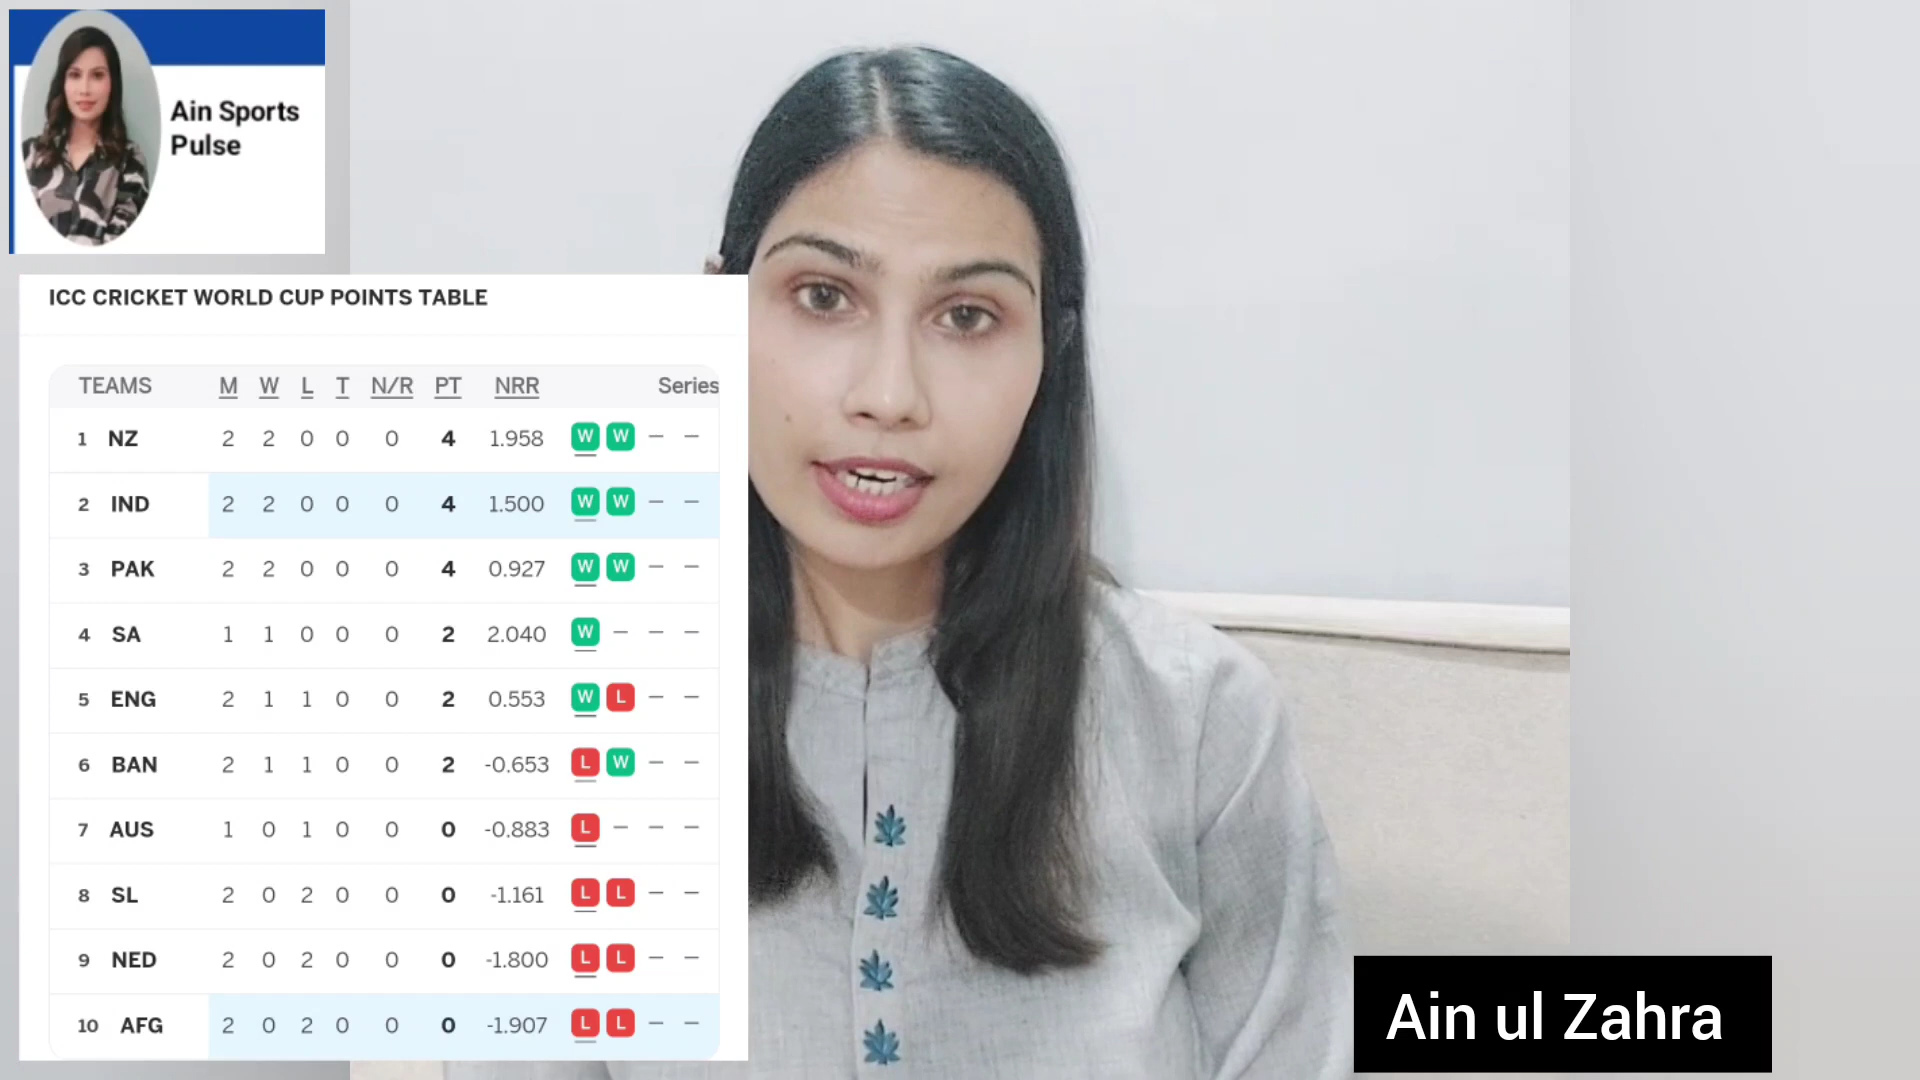 Ain Sports
Pulse
ICC CRICKET WORLD CUP POINTS TABLE
TEAMS M W L T N/R PT NRR Series
1 NZ 2 2 0 0 0 4 1.958 W W – –
2 IND 2 2 0 0 0 4 1.500 W W – –
3 PAK 2 2 0 0 0 4 0.927 W W – –
4 SA 1 1 0 0 0 2 2.040 W – – –
5 ENG 2 1 1 0 0 2 0.553 W L – –
6 BAN 2 1 1 0 0 2 -0.653 L W – –
7 AUS 1 0 1 0 0 0 -0.883 L – – –
8 SL 2 0 2 0 0 0 -1.161 L L – –
9 NED 2 0 2 0 0 0 -1.800 L L – –
10 AFG 2 0 2 0 0 0 -1.907 L L – –
Ain ul Zahra